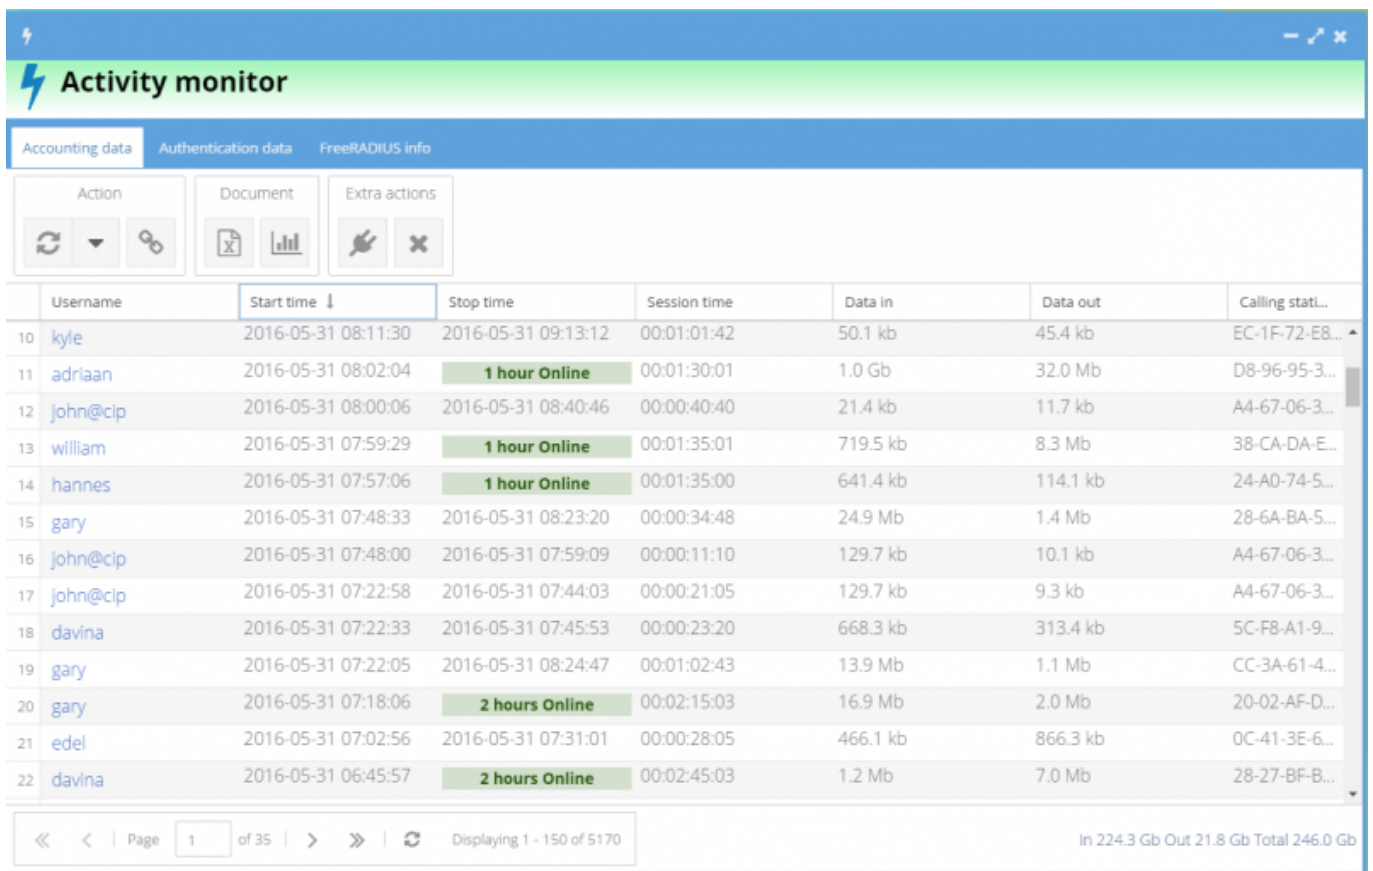 Activity monitor
Accounting data Authentication data FreeRADIUS info
Action Document Extra actions
Username Start time Stop time Session time Data in Data out Calling stati...
10 kyle 2016-05-31 08:11:30 2016-05-31 09:13:12 00:01:01:42 50.1 kb 45.4 kb EC-1F-72-E8...
11 adriaan 2016-05-31 08:02:04 1 hour Online 00:01:30:01 1.0 Gb 32.0 Mb D8-96-95-3...
12 john@cip 2016-05-31 08:00:06 2016-05-31 08:40:46 00:00:40:40 21.4 kb 11.7 kb A4-67-06-3...
13 william 2016-05-31 07:59:29 1 hour Online 00:01:35:01 719.5 kb 8.3 Mb 38-CA-DA-E...
14 hannes 2016-05-31 07:57:06 1 hour Online 00:01:35:00 641.4 kb 114.1 kb 24-A0-74-5...
15 gary 2016-05-31 07:48:33 2016-05-31 08:23:20 00:00:34:48 24.9 Mb 1.4 Mb 28-6A-BA-5...
16 john@cip 2016-05-31 07:48:00 2016-05-31 07:59:09 00:00:11:10 129.7 kb 10.1 kb A4-67-06-3...
17 john@cip 2016-05-31 07:22:58 2016-05-31 07:44:03 00:00:21:05 129.7 kb 9.3 kb A4-67-06-3...
18 davina 2016-05-31 07:22:33 2016-05-31 07:45:53 00:00:23:20 668.3 kb 313.4 kb 5C-F8-A1-9...
19 gary 2016-05-31 07:22:05 2016-05-31 08:24:47 00:01:02:43 13.9 Mb 1.1 Mb CC-3A-61-4...
20 gary 2016-05-31 07:18:06 2 hours Online 00:02:15:03 16.9 Mb 2.0 Mb 20-02-AF-D...
21 edel 2016-05-31 07:02:56 2016-05-31 07:31:01 00:00:28:05 466.1 kb 866.3 kb 0C-41-3E-6...
22 davina 2016-05-31 06:45:57 2 hours Online 00:02:45:03 1.2 Mb 7.0 Mb 28-27-BF-B...
Page 1 of 35 Displaying 1 - 150 of 5170 In 224.3 Gb Out 21.8 Gb Total 246.0 Gb